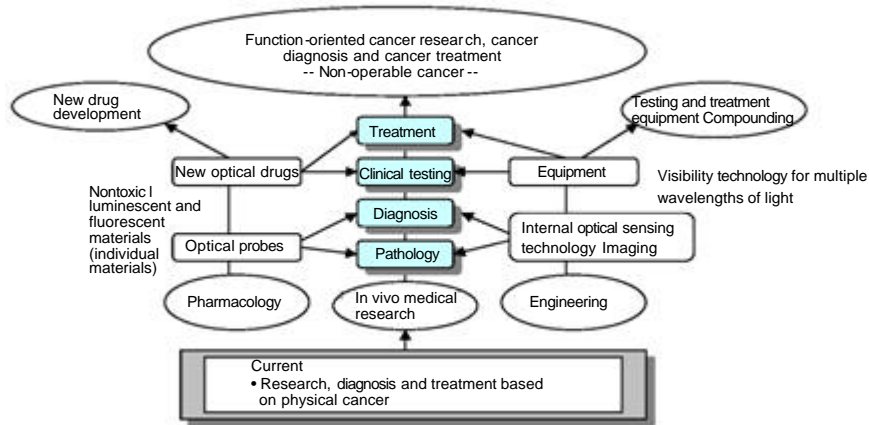 Function-oriented cancer research, cancer
diagnosis and cancer treatment
-- Non-operable cancer --
New drug
development
Testing and treatment
equipment Compounding
Treatment
New optical drugs
Clinical testing
Equipment
Visibility technology for multiple
wavelengths of light
Nontoxic l
luminescent and
fluorescent
materials
(individual
materials)
Diagnosis
Optical probes
Internal optical sensing
technology Imaging
Pathology
Pharmacology
In vivo medical
research
Engineering
Current
• Research, diagnosis and treatment based
on physical cancer